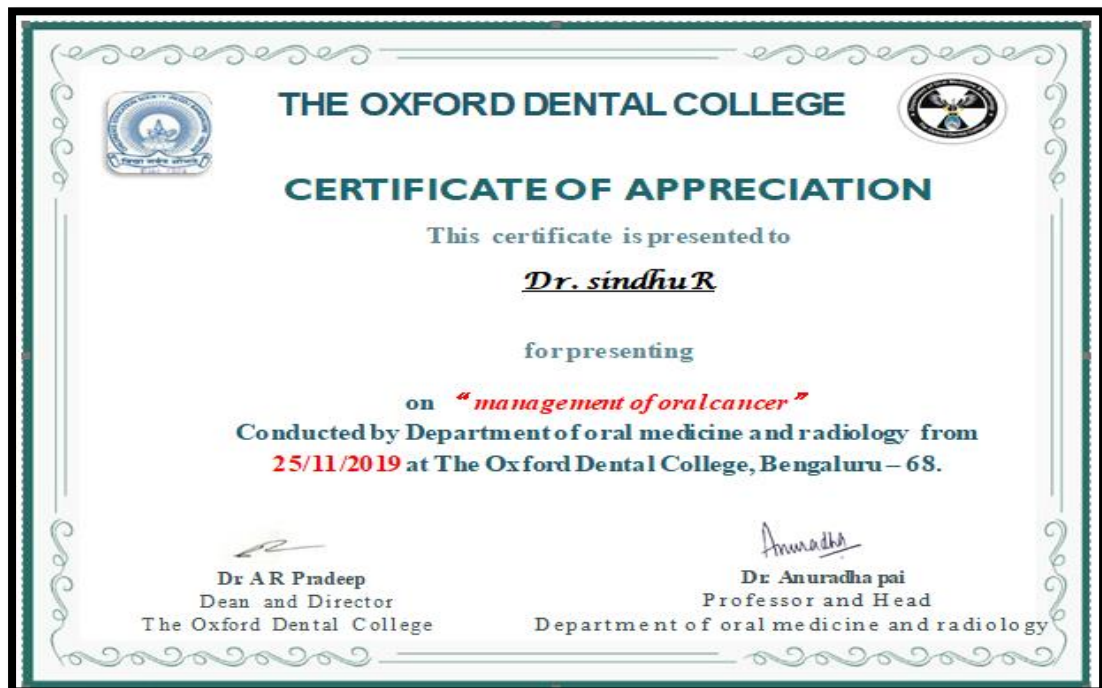 THE OXFORD DENTAL COLLEGE
CERTIFICATE OF APPRECIATION
This certificate is presented to
Dr. sindhu R
for presenting
on “management of oral cancer”
Conducted by Department of oral medicine and radiology from
25/11/2019 at The Oxford Dental College, Bengaluru – 68.
Anuradha
Dr A R Pradeep
Dean and Director
The Oxford Dental College
Dr. Anuradha pai
Professor and Head
Department of oral medicine and radiology